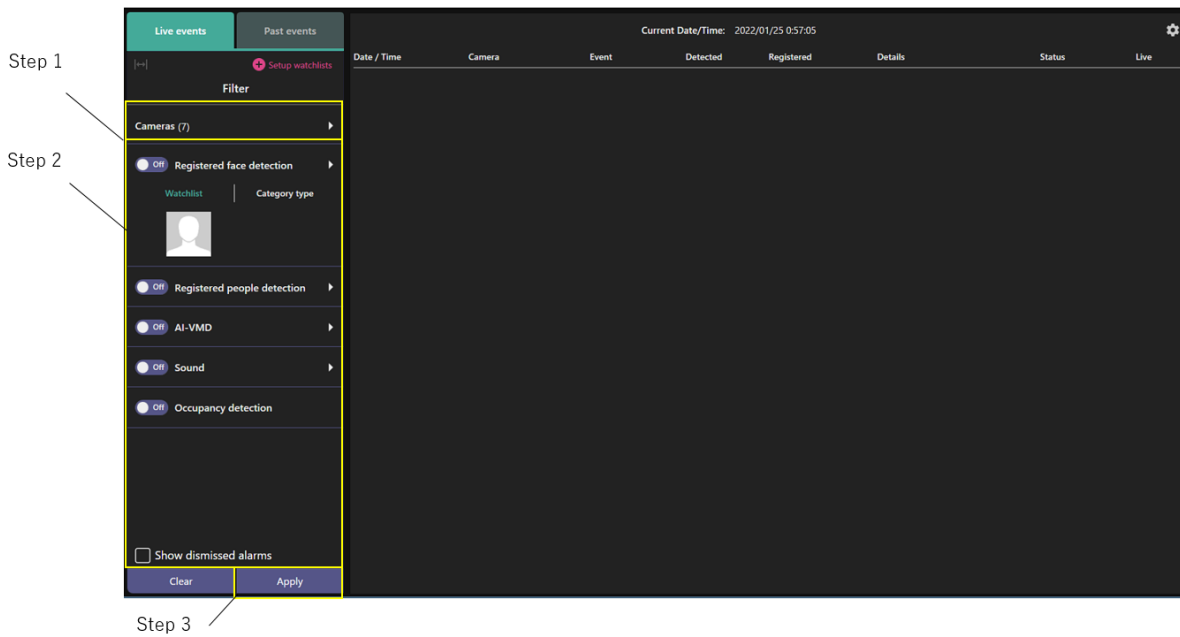 Live events
Past events
Current Date/Time: 2022/01/25 0:57:05
Step 1
Setup watchlists
Date / Time Camera Event Detected Registered Details Status Live
Filter
Cameras (7)
Step 2
Off Registered face detection
Watchlist Category type
Off Registered people detection
Off AI-VMD
Off Sound
Off Occupancy detection
Show dismissed alarms
Clear Apply
Step 3